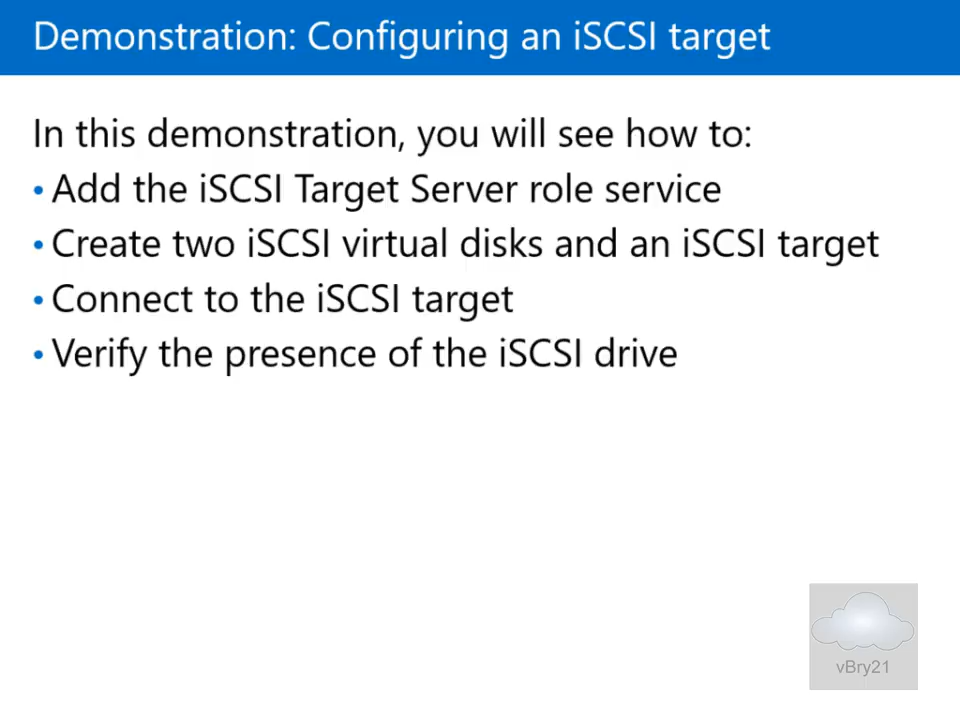 Demonstration: Configuring an iSCSI target
In this demonstration, you will see how to:
• Add the iSCSI Target Server role service
• Create two iSCSI virtual disks and an iSCSI target
• Connect to the iSCSI target
• Verify the presence of the iSCSI drive
vBry21